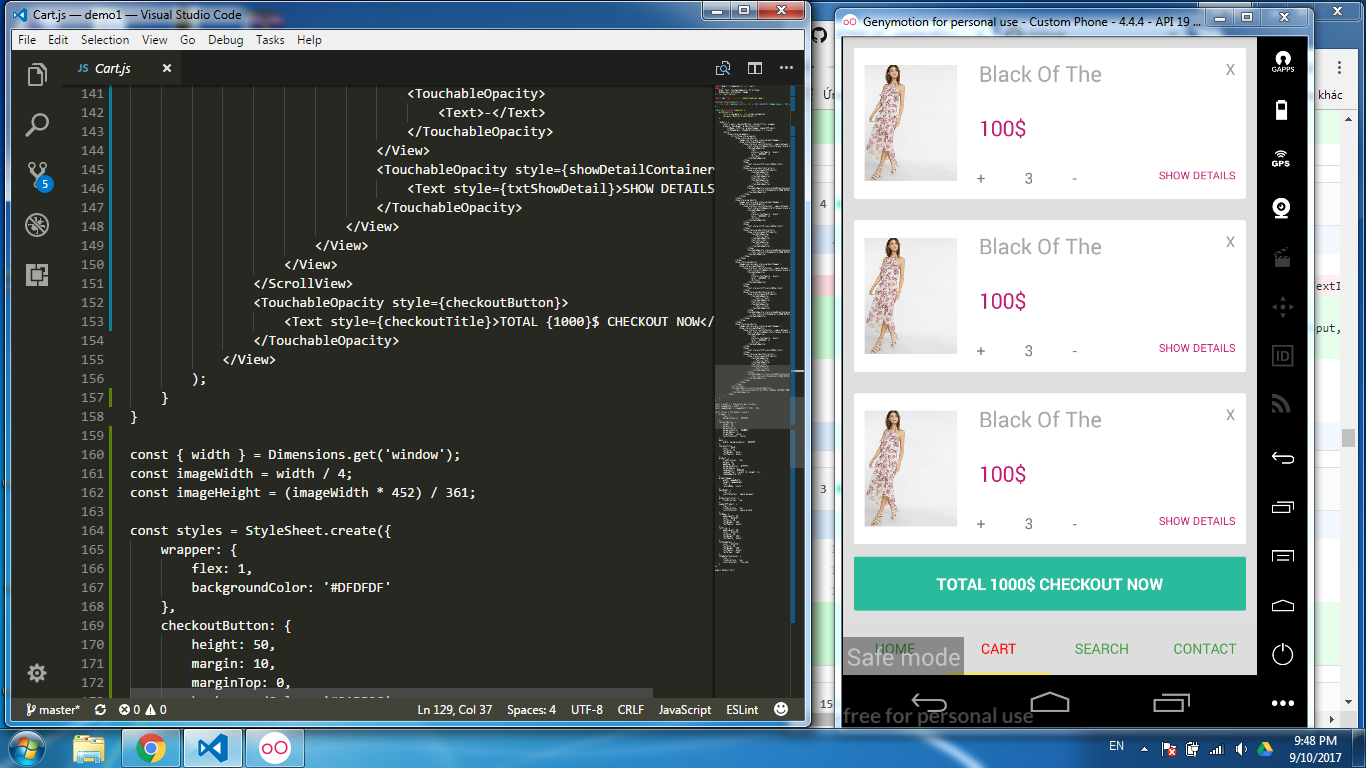 Cart.js — demo1 — Visual Studio Code
File Edit Selection View Go Debug Tasks Help
JS Cart.js
5
141 <TouchableOpacity>
142 <Text>-</Text>
143 </TouchableOpacity>
144 </View>
145 <TouchableOpacity style={showDetailContainer
146 <Text style={txtShowDetail}>SHOW DETAILS
147 </TouchableOpacity>
148 </View>
149 </View>
150 </View>
151 </ScrollView>
152 <TouchableOpacity style={checkoutButton}>
153 <Text style={checkoutTitle}>TOTAL {1000}$ CHECKOUT NOW</
154 </TouchableOpacity>
155 </View>
156 );
157 }
158 }
159
160 const { width } = Dimensions.get('window');
161 const imageWidth = width / 4;
162 const imageHeight = (imageWidth * 452) / 361;
163
164 const styles = StyleSheet.create({
165 wrapper: {
166 flex: 1,
167 backgroundColor: '#DFDFDF'
168 },
169 checkoutButton: {
170 height: 50,
171 margin: 10,
172 marginTop: 0,
master* 0 0 Ln 129, Col 37 Spaces: 4 UTF-8 CRLF JavaScript ESLint
Genymotion for personal use - Custom Phone - 4.4.4 - API 19 ...
Black Of The X
100$
+ 3 - SHOW DETAILS
Black Of The X
100$
+ 3 - SHOW DETAILS
Black Of The X
100$
+ 3 - SHOW DETAILS
TOTAL 1000$ CHECKOUT NOW
HOME CART SEARCH CONTACT
Safe mode
free for personal use
GAPPS
GPS
ID
khác
Ứn
4
extI
put,
3
15
EN 9:48 PM
9/10/2017